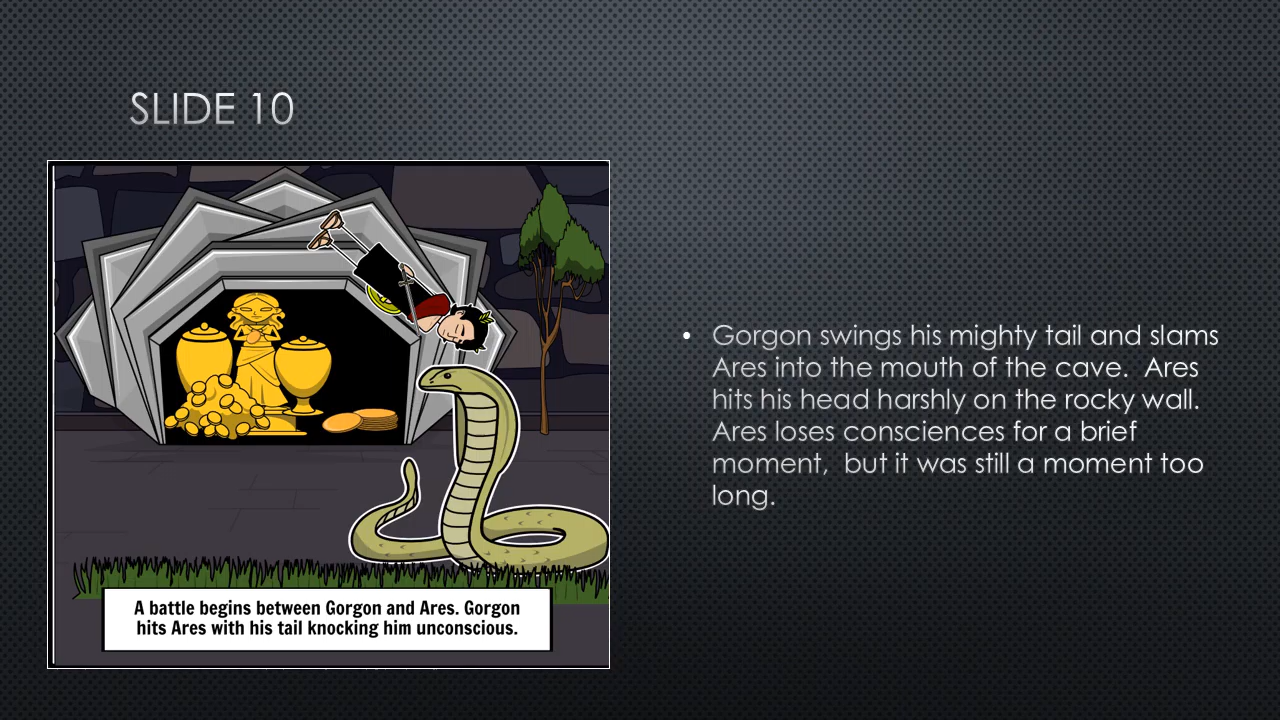 SLIDE 10
A battle begins between Gorgon and Ares. Gorgon
hits Ares with his tail knocking him unconscious.
• Gorgon swings his mighty tail and slams
Ares into the mouth of the cave.  Ares
hits his head harshly on the rocky wall.
Ares loses consciences for a brief
moment,  but it was still a moment too
long.